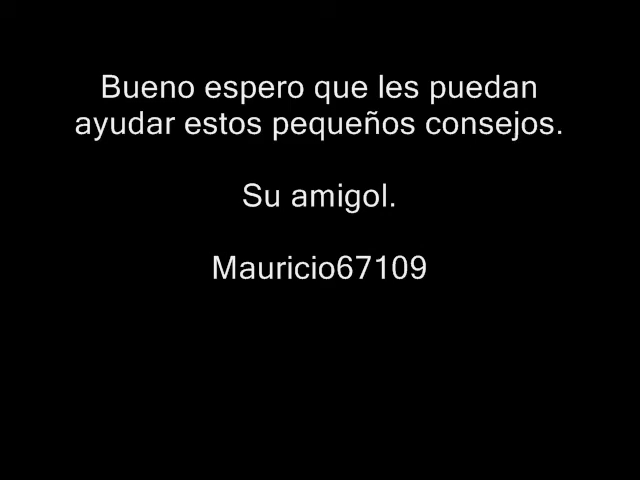 Bueno espero que les puedan
ayudar estos pequeños consejos.
Su amigol.
Mauricio67109